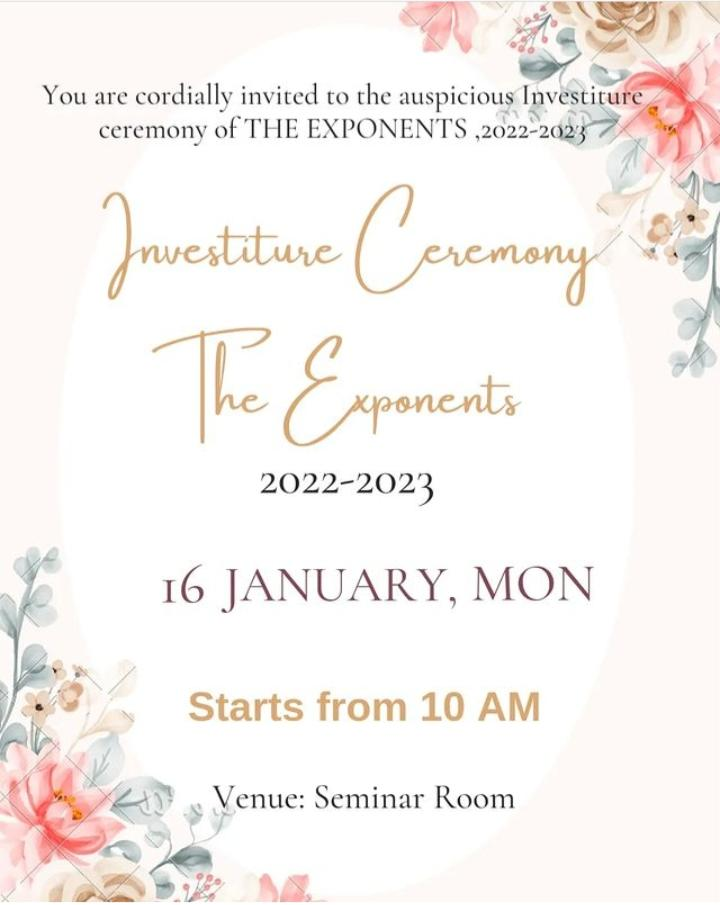 You are cordially invited to the auspicious Investiture
ceremony of THE EXPONENTS ,2022-2023
Investiture Ceremony
The Exponents
2022-2023
16 JANUARY, MON
Starts from 10 AM
Venue: Seminar Room